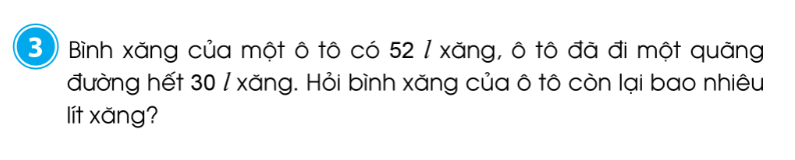 3 Bình xăng của một ô tô có 52 l xăng, ô tô đã đi một quãng
đường hết 30 l xăng. Hỏi bình xăng của ô tô còn lại bao nhiêu
lít xăng?